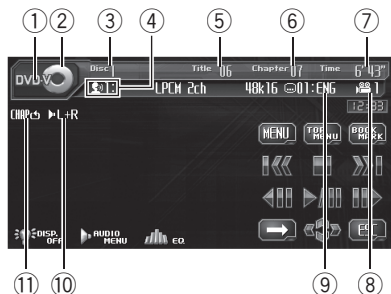 ① ② ③ ④ ⑤ ⑥ ⑦
DVD-V Disc 1 Title 06 Chapter 07 Time 6'43"
LPCM 2ch 48k16 01:ENG 1
12:33
CHAP L+R
MENU TOP MENU BOOK MARK
DISP. OFF AUDIO MENU EQ
⑪ ⑩ ⑨ ⑧